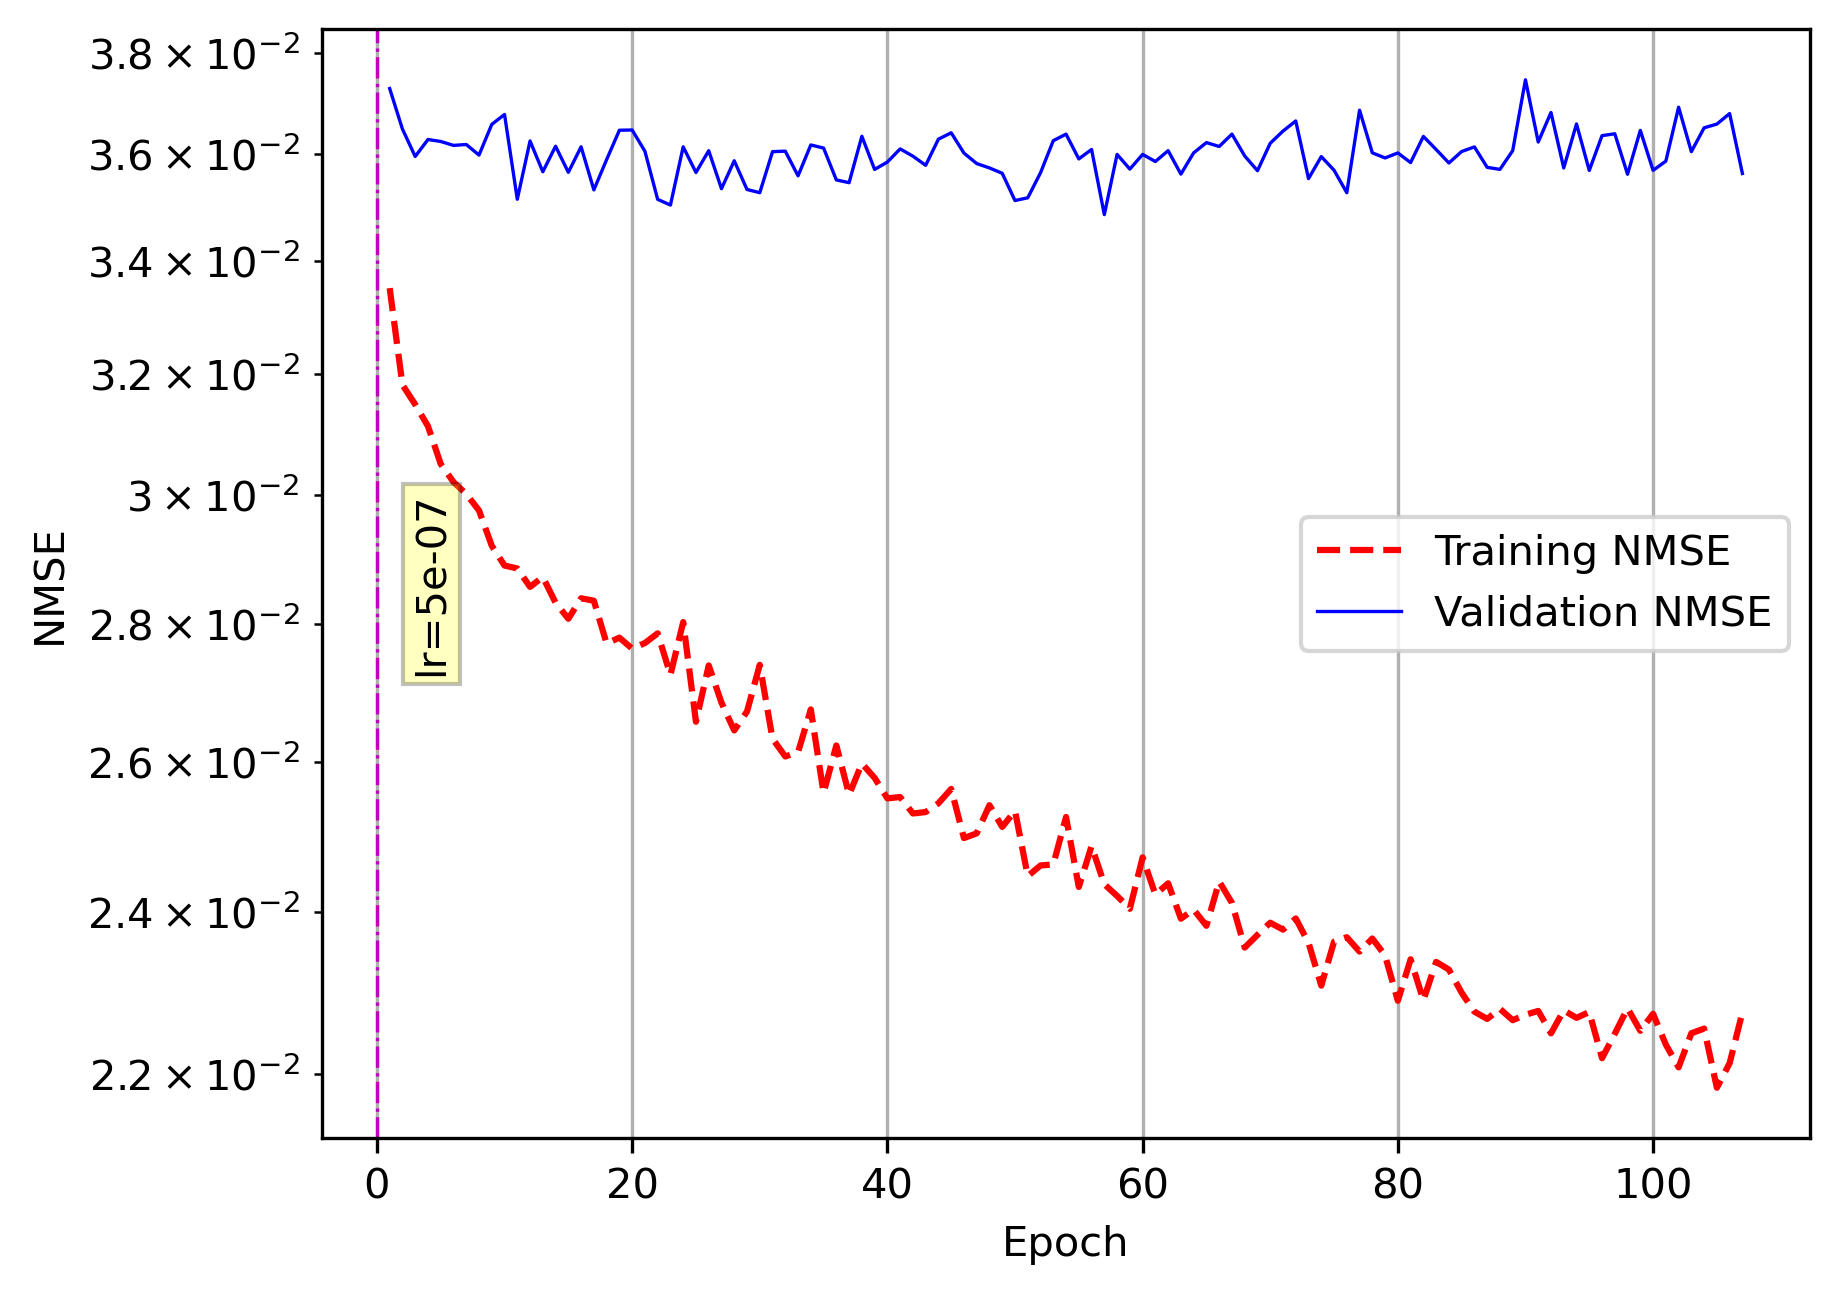 3.8 × 10⁻²
3.6 × 10⁻²
3.4 × 10⁻²
3.2 × 10⁻²
3 × 10⁻²
2.8 × 10⁻²
2.6 × 10⁻²
2.4 × 10⁻²
2.2 × 10⁻²
NMSE
lr=5e-07
Training NMSE
Validation NMSE
0 20 40 60 80 100
Epoch